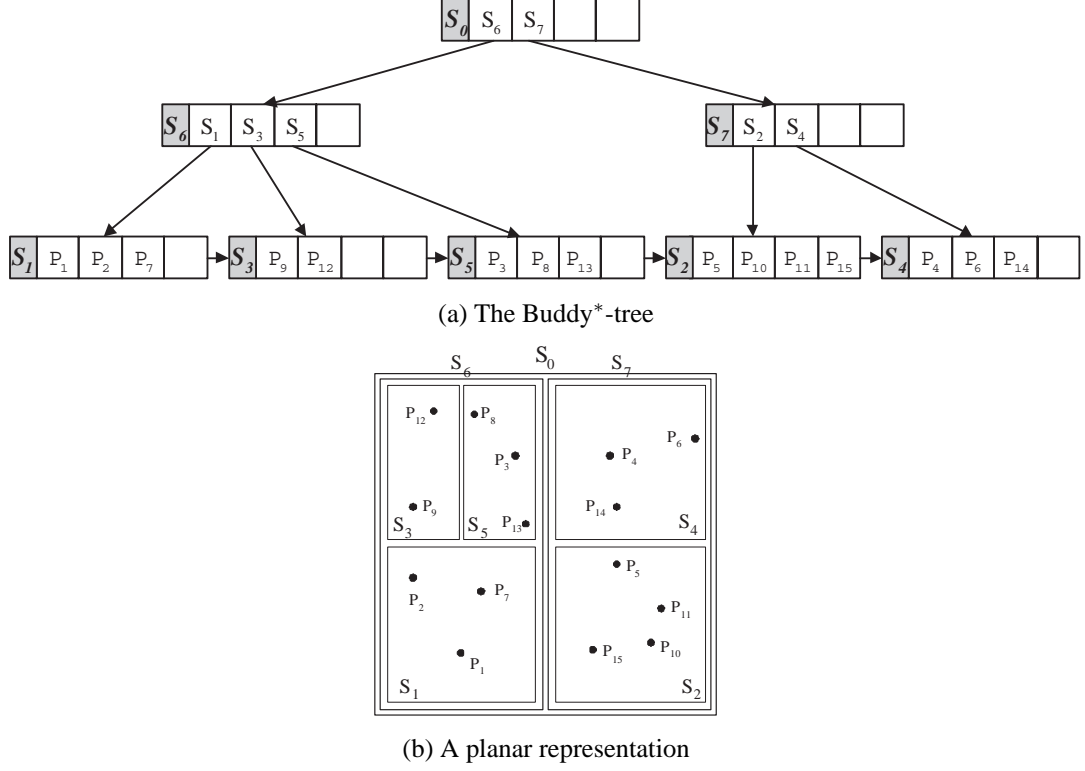 S0 S6 S7
S6 S1 S3 S5
S7 S2 S4
S1 P1 P2 P7
S3 P9 P12
S5 P3 P8 P13
S2 P5 P10 P11 P15
S4 P4 P6 P14
(a) The Buddy*-tree
S6 S0 S7
P12
P8
P6
P3
P4
P9
P14
P13
S3
S5
S4
P5
P2
P7
P11
P10
P15
P1
S1
S2
(b) A planar representation